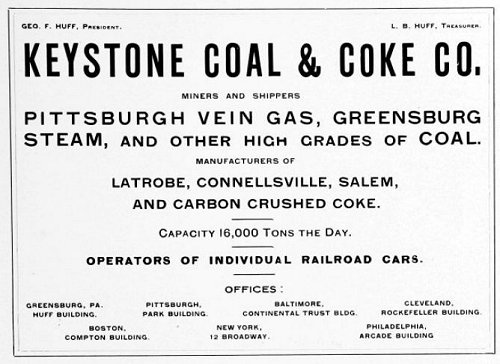 GEO. F. HUFF, PRESIDENT. L. B. HUFF, TREASURER.
KEYSTONE COAL & COKE CO.
MINERS AND SHIPPERS
PITTSBURGH VEIN GAS, GREENSBURG
STEAM, AND OTHER HIGH GRADES OF COAL.
MANUFACTURERS OF
LATROBE, CONNELLSVILLE, SALEM,
AND CARBON CRUSHED COKE.
CAPACITY 16,000 TONS THE DAY.
OPERATORS OF INDIVIDUAL RAILROAD CARS.
OFFICES:
GREENSBURG, PA. PITTSBURGH, BALTIMORE, CLEVELAND,
HUFF BUILDING. PARK BUILDING. CONTINENTAL TRUST BLDG. ROCKEFELLER BUILDING.
BOSTON, NEW YORK, PHILADELPHIA,
COMPTON BUILDING. 12 BROADWAY. ARCADE BUILDING